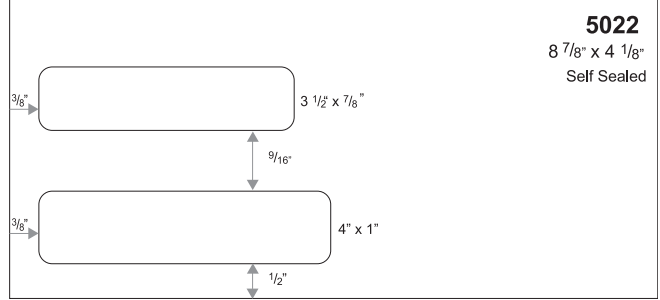 5022
8 7/8" x 4 1/8"
Self Sealed
3/8"
3 1/2" x 7/8"
9/16"
3/8"
4" x 1"
1/2"